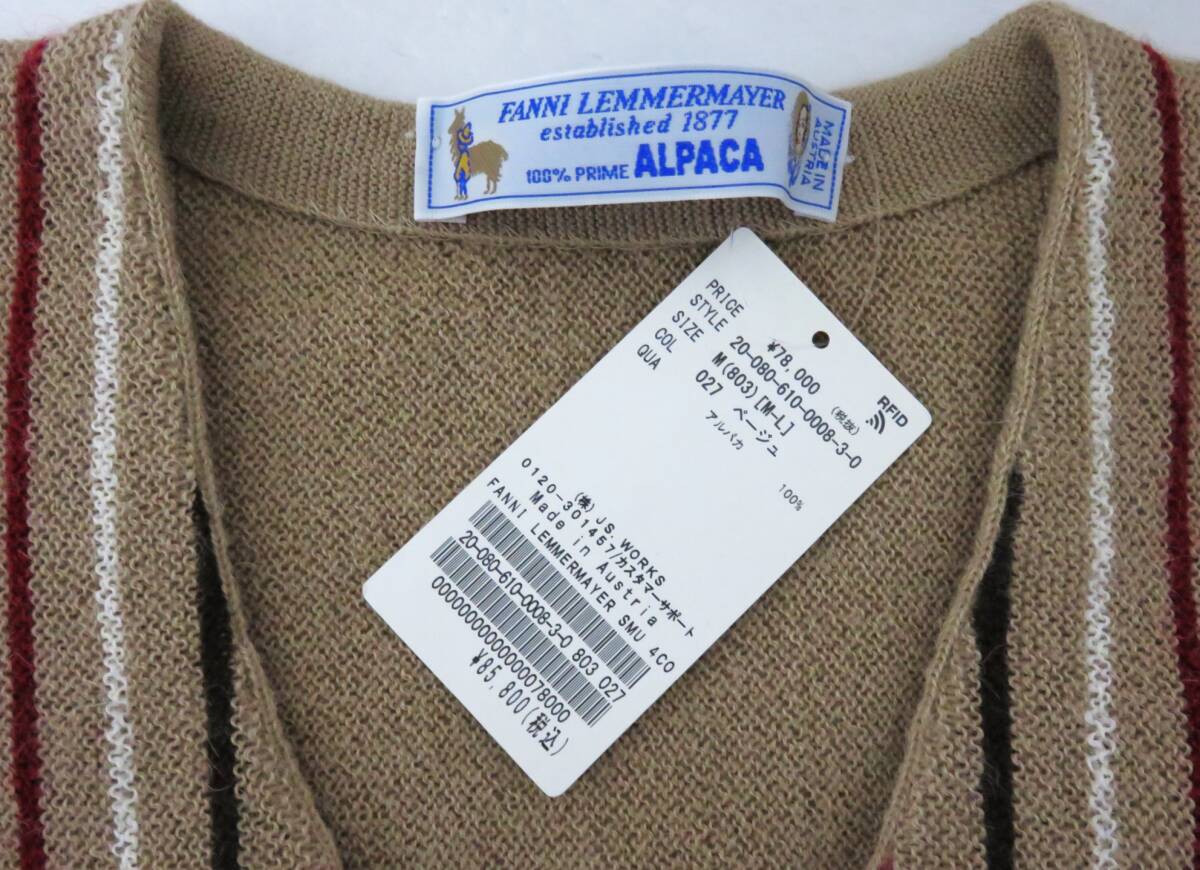 FANNI LEMMERMAYER
established 1877
100% PRIME ALPACA
MADE IN
AUSTRIA
RFID
PRICE ¥78,000 (税抜)
STYLE 20-080-610-0008-3-0
SIZE M(803)[M-L]
COL 027 ベージュ
QUA アルパカ 100%
(株)JS.WORKS
0120-301457/カスタマーサポート
Made in Austria
FANNI LEMMERMAYER SMU 4CO
20-080-610-0008-3-0 803 027
0000000000000078000
¥85,800(税込)